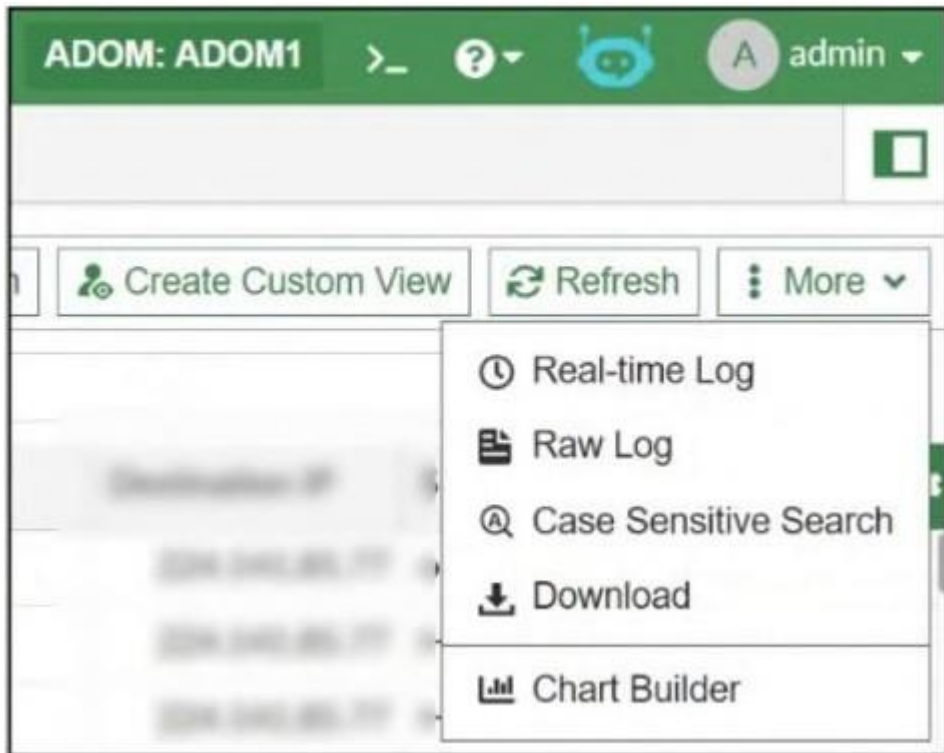 ADOM: ADOM1 >_ ? A admin
Create Custom View Refresh More
Real-time Log
Raw Log
Case Sensitive Search
Download
Chart Builder